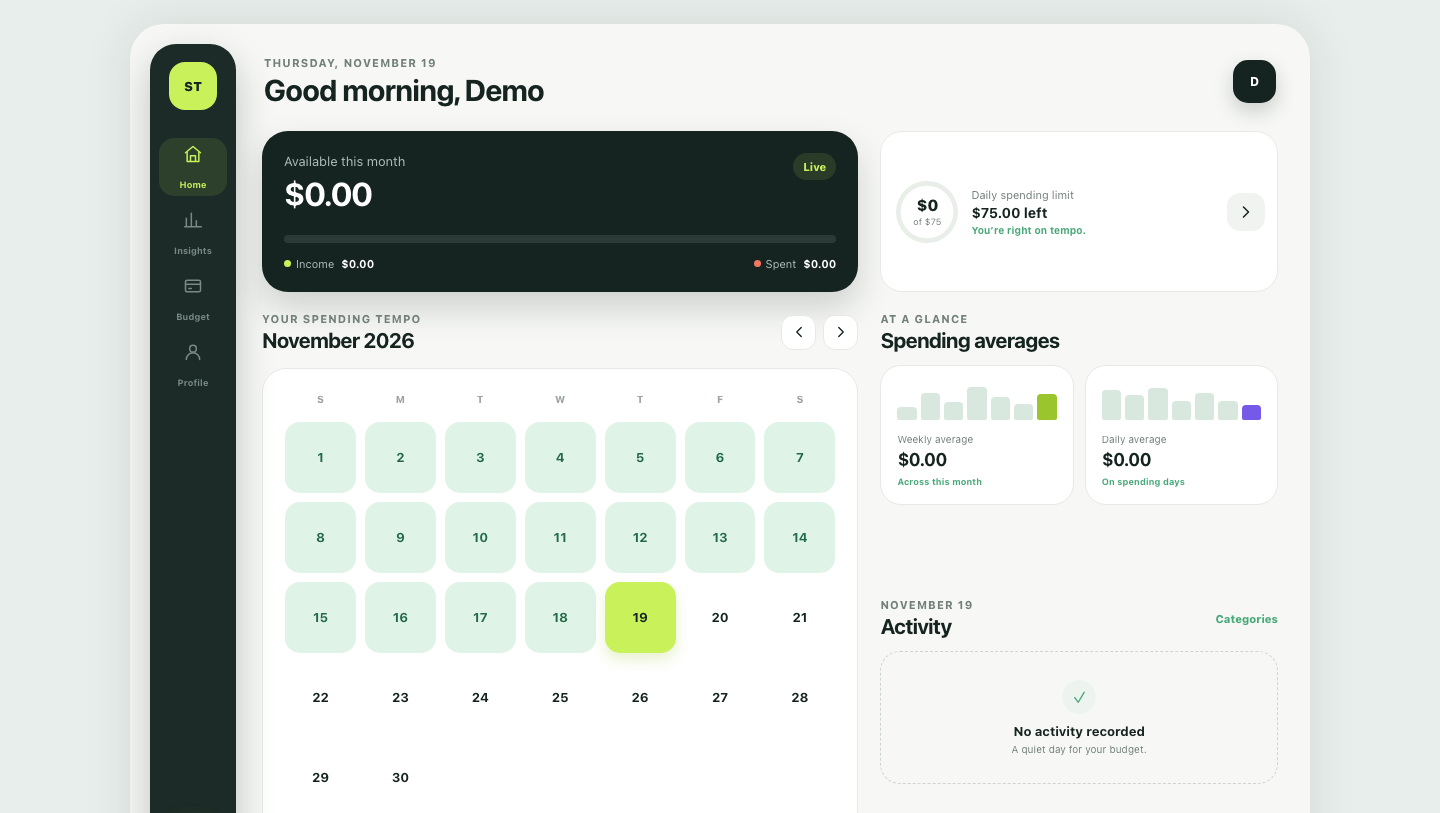 ST
Home
Insights
Budget
Profile
THURSDAY, NOVEMBER 19
Good morning, Demo
D
Available this month
Live
$0.00
Income $0.00
Spent $0.00
$0
of $75
Daily spending limit
$75.00 left
You're right on tempo.
YOUR SPENDING TEMPO
November 2026
S M T W T F S
1 2 3 4 5 6 7
8 9 10 11 12 13 14
15 16 17 18 19 20 21
22 23 24 25 26 27 28
29 30
AT A GLANCE
Spending averages
Weekly average
$0.00
Across this month
Daily average
$0.00
On spending days
NOVEMBER 19
Activity
Categories
No activity recorded
A quiet day for your budget.